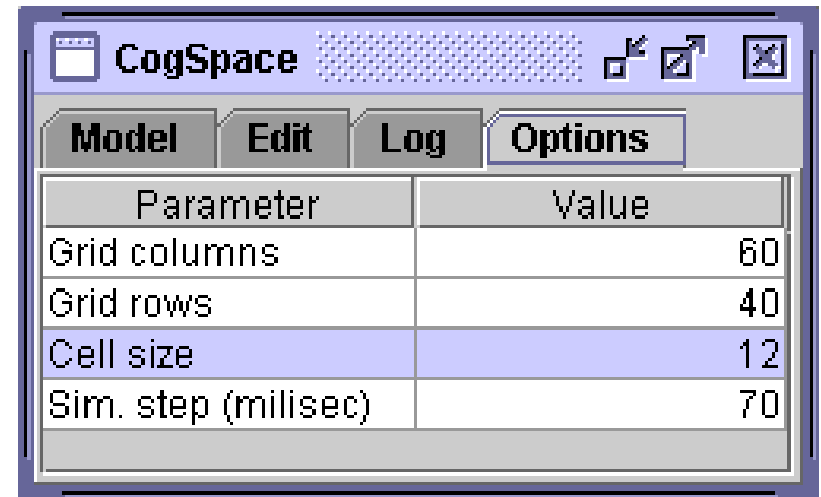 CogSpace
Model Edit Log Options
Parameter Value
Grid columns 60
Grid rows 40
Cell size 12
Sim. step (milisec) 70